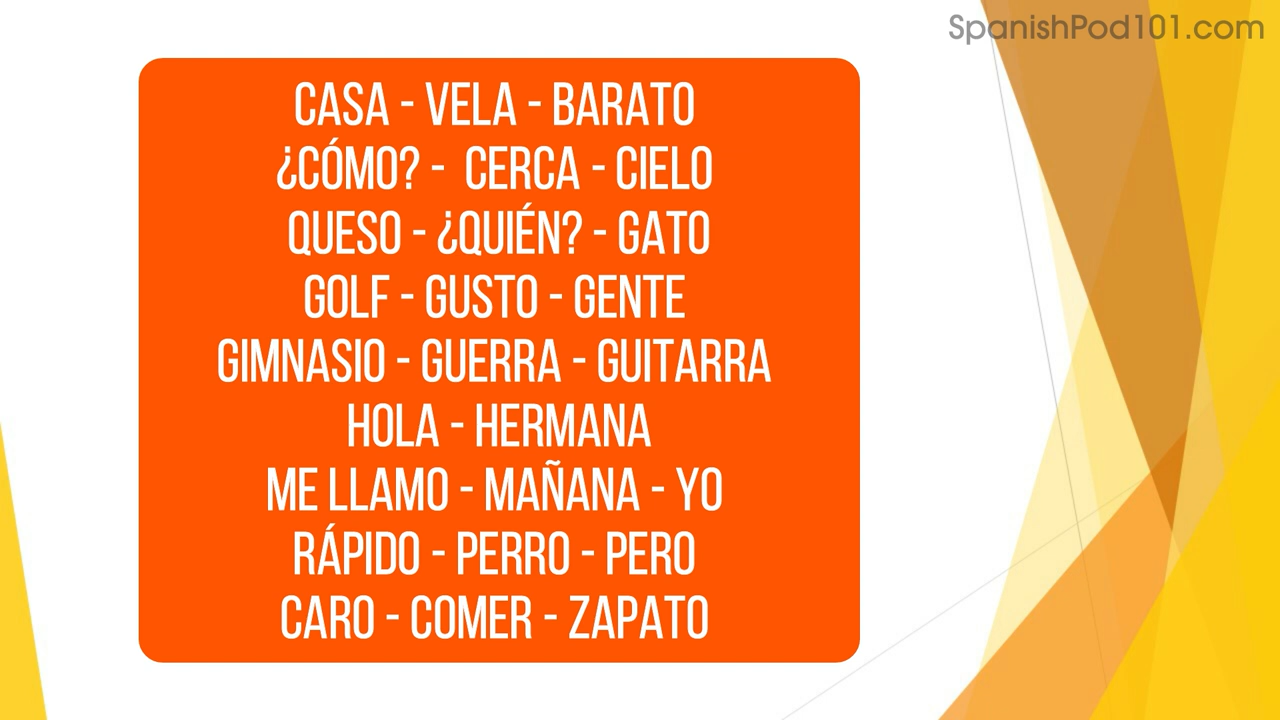 SpanishPod101.com
CASA - VELA - BARATO
¿CÓMO? - CERCA - CIELO
QUESO - ¿QUIÉN? - GATO
GOLF - GUSTO - GENTE
GIMNASIO - GUERRA - GUITARRA
HOLA - HERMANA
ME LLAMO - MAÑANA - YO
RÁPIDO - PERRO - PERO
CARO - COMER - ZAPATO